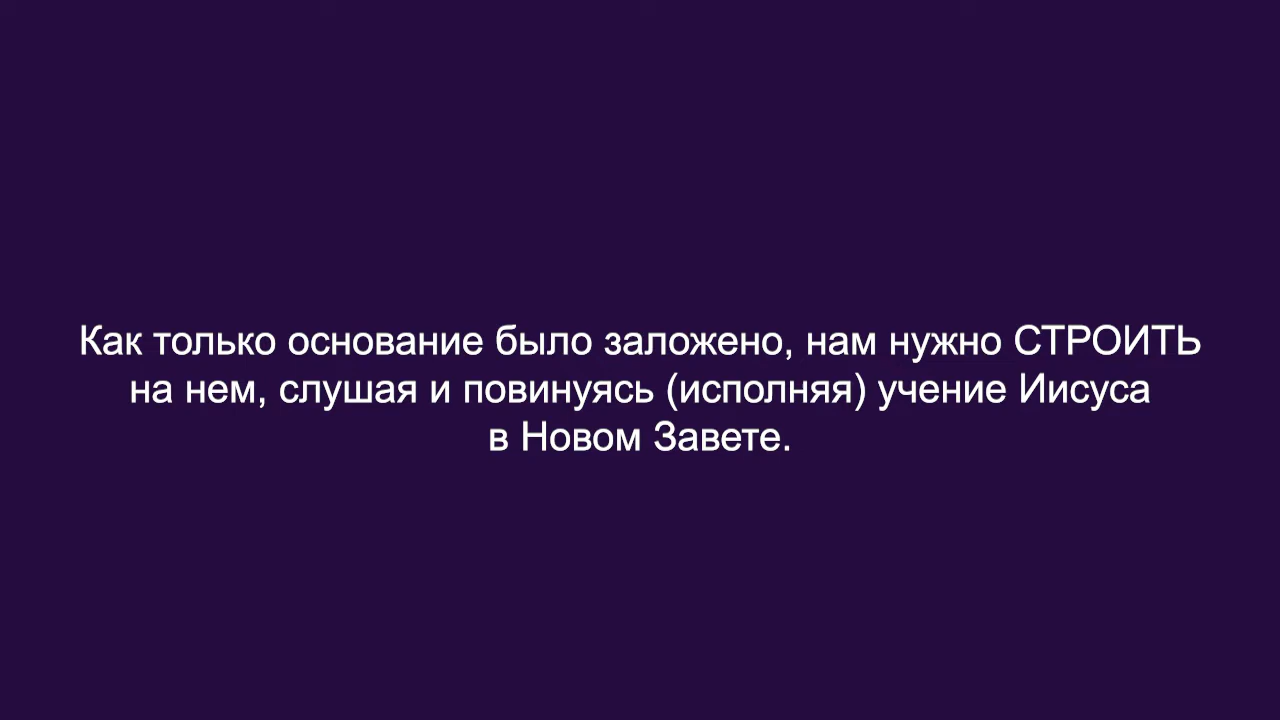 Как только основание было заложено, нам нужно СТРОИТЬ
на нем, слушая и повинуясь (исполняя) учение Иисуса
в Новом Завете.